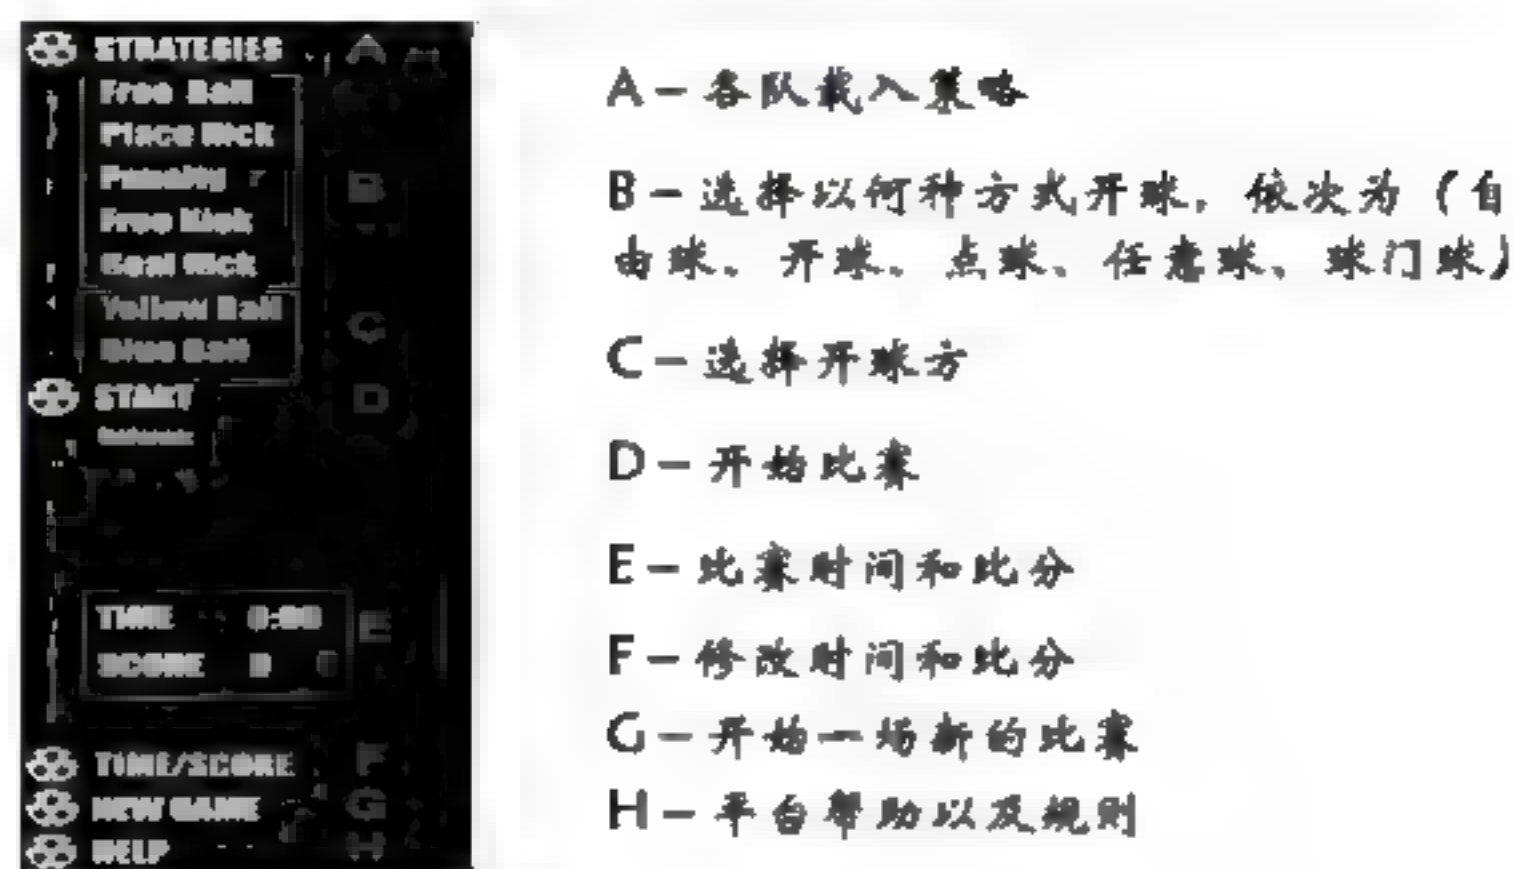 STRATEGIES
Free Ball
Place Kick
Penalty
Free Kick
Goal Kick
Yellow Ball
Blue Ball
START
TIME 0:00
SCORE 0 0
TIME/SCORE
NEW GAME
HELP
A
B
C
D
E
F
G
H
A－各队载入策略
B－选择以何种方式开球，依次为（自
由球、开球、点球、任意球、球门球）
C－选择开球方
D－开始比赛
E－比赛时间和比分
F－修改时间和比分
G－开始一场新的比赛
H－平台帮助以及规则